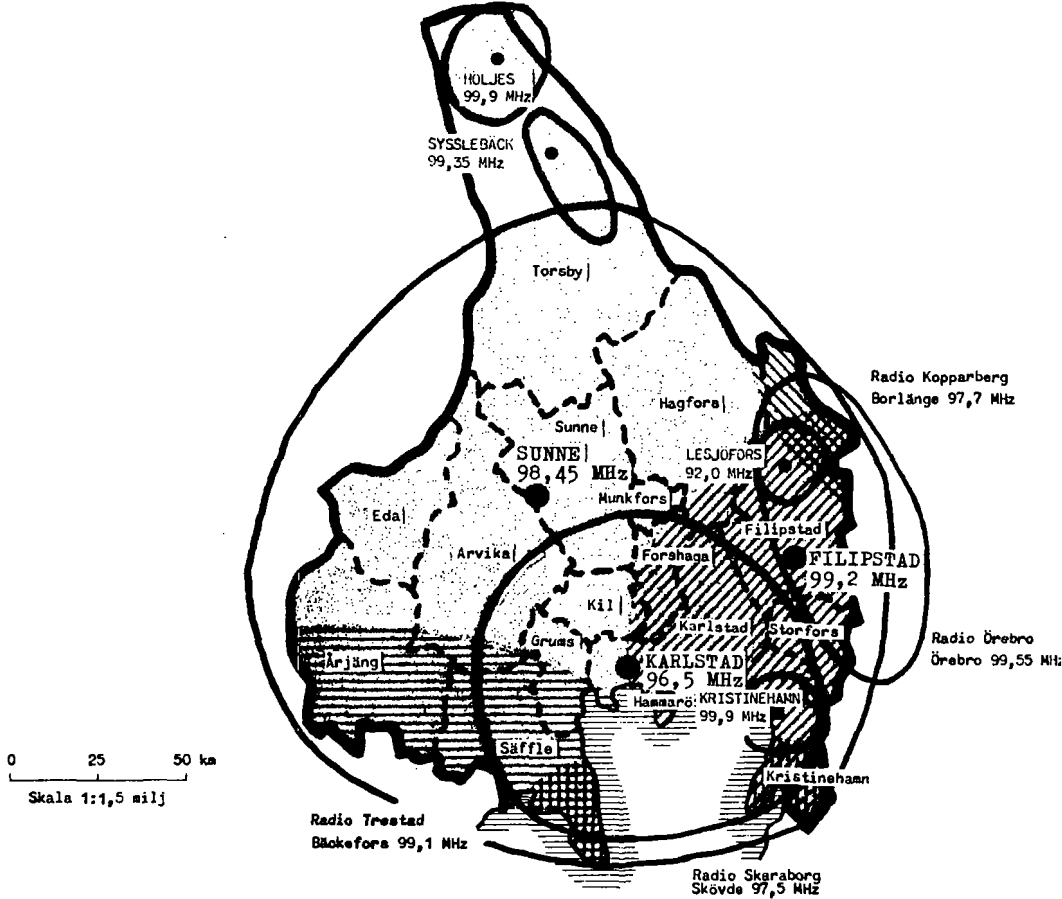 HÖLJES
99,9 MHz
SYSSLEBÄCK
99,35 MHz
Torsby
Radio Kopparberg
Borlänge 97,7 MHz
Hagfors
Sunne
SUNNE
98,45 MHz
LESJÖFORS
92,0 MHz
Munkfors
Eda
Filipstad
Arvika
Forshaga
FILIPSTAD
99,2 MHz
Kil
Karlstad
Storfors
Grums
Radio Örebro
Örebro 99,55 MHz
Årjäng
KARLSTAD
96,5 MHz
Hammarö
KRISTINEHAMN
99,9 MHz
Säffle
Kristinehamn
0 25 50 km
Skala 1:1,5 milj
Radio Trestad
Bäckefors 99,1 MHz
Radio Skaraborg
Skövde 97,5 MHz